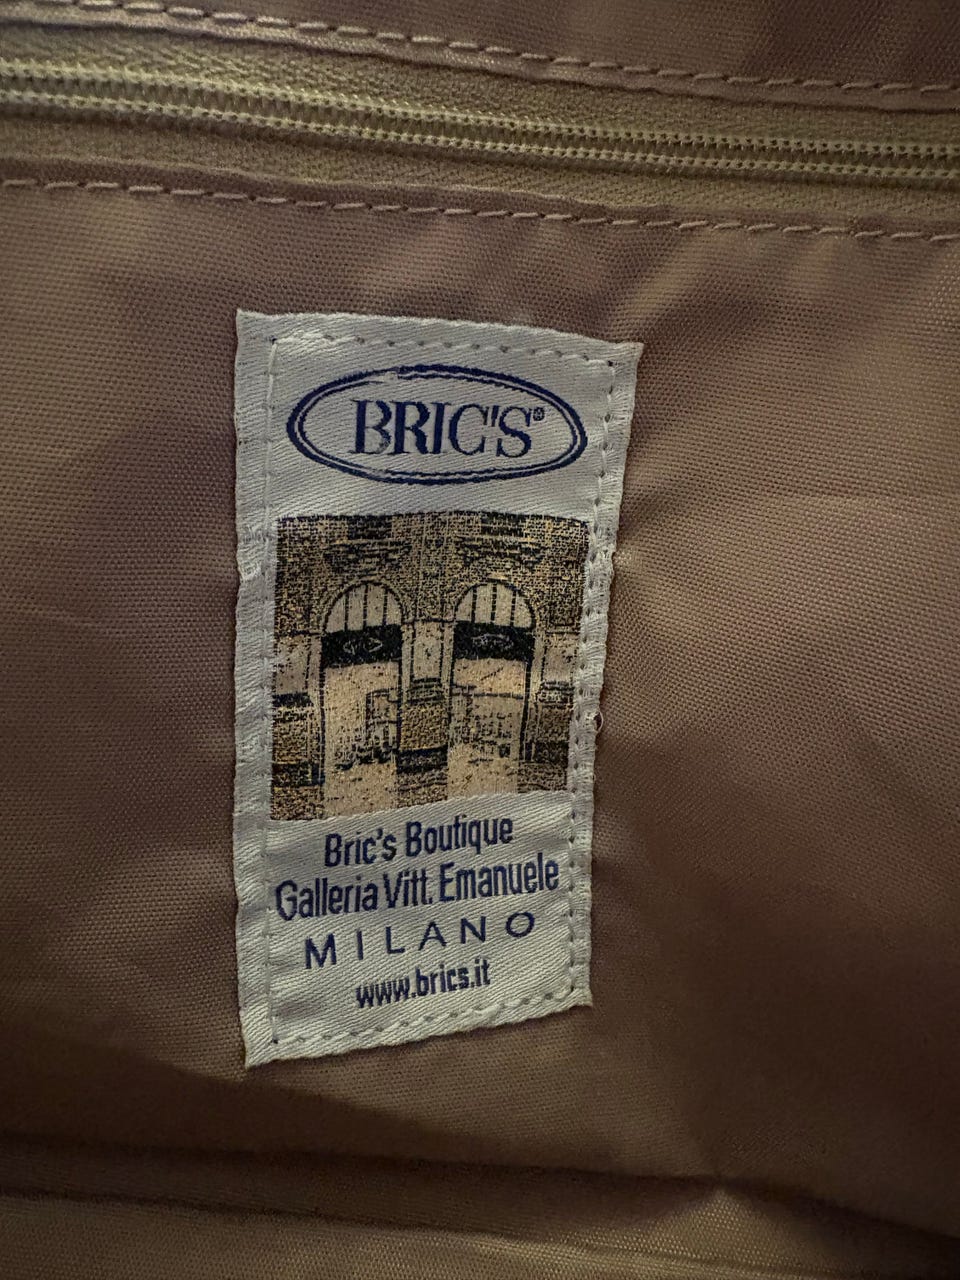 BRIC'S®
Bric's Boutique
Galleria Vitt. Emanuele
MILANO
www.brics.it